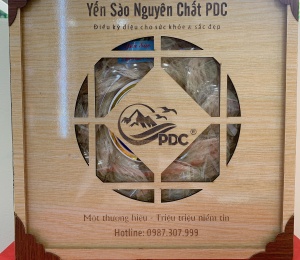 Yến Sào Nguyên Chất PDC
Điều kỳ diệu cho sức khỏe & sắc đẹp
PDC®
Một thương hiệu - Triệu triệu niềm tin
Hotline: 0987.307.999